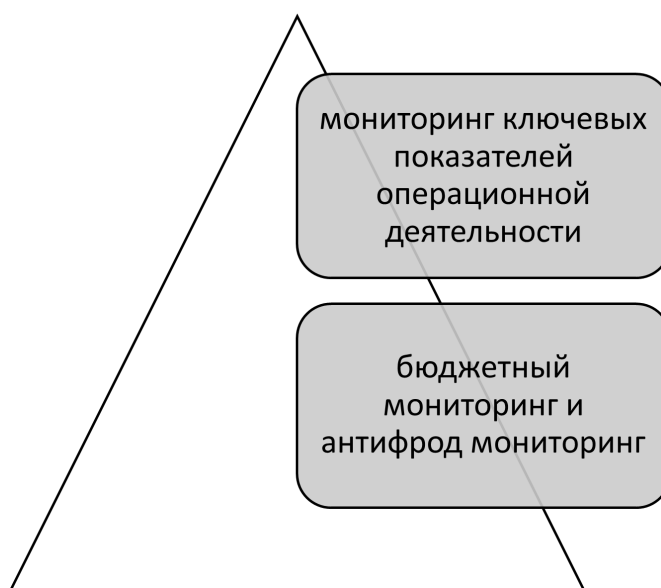 мониторинг ключевых
показателей
операционной
деятельности
бюджетный
мониторинг и
антифрод мониторинг